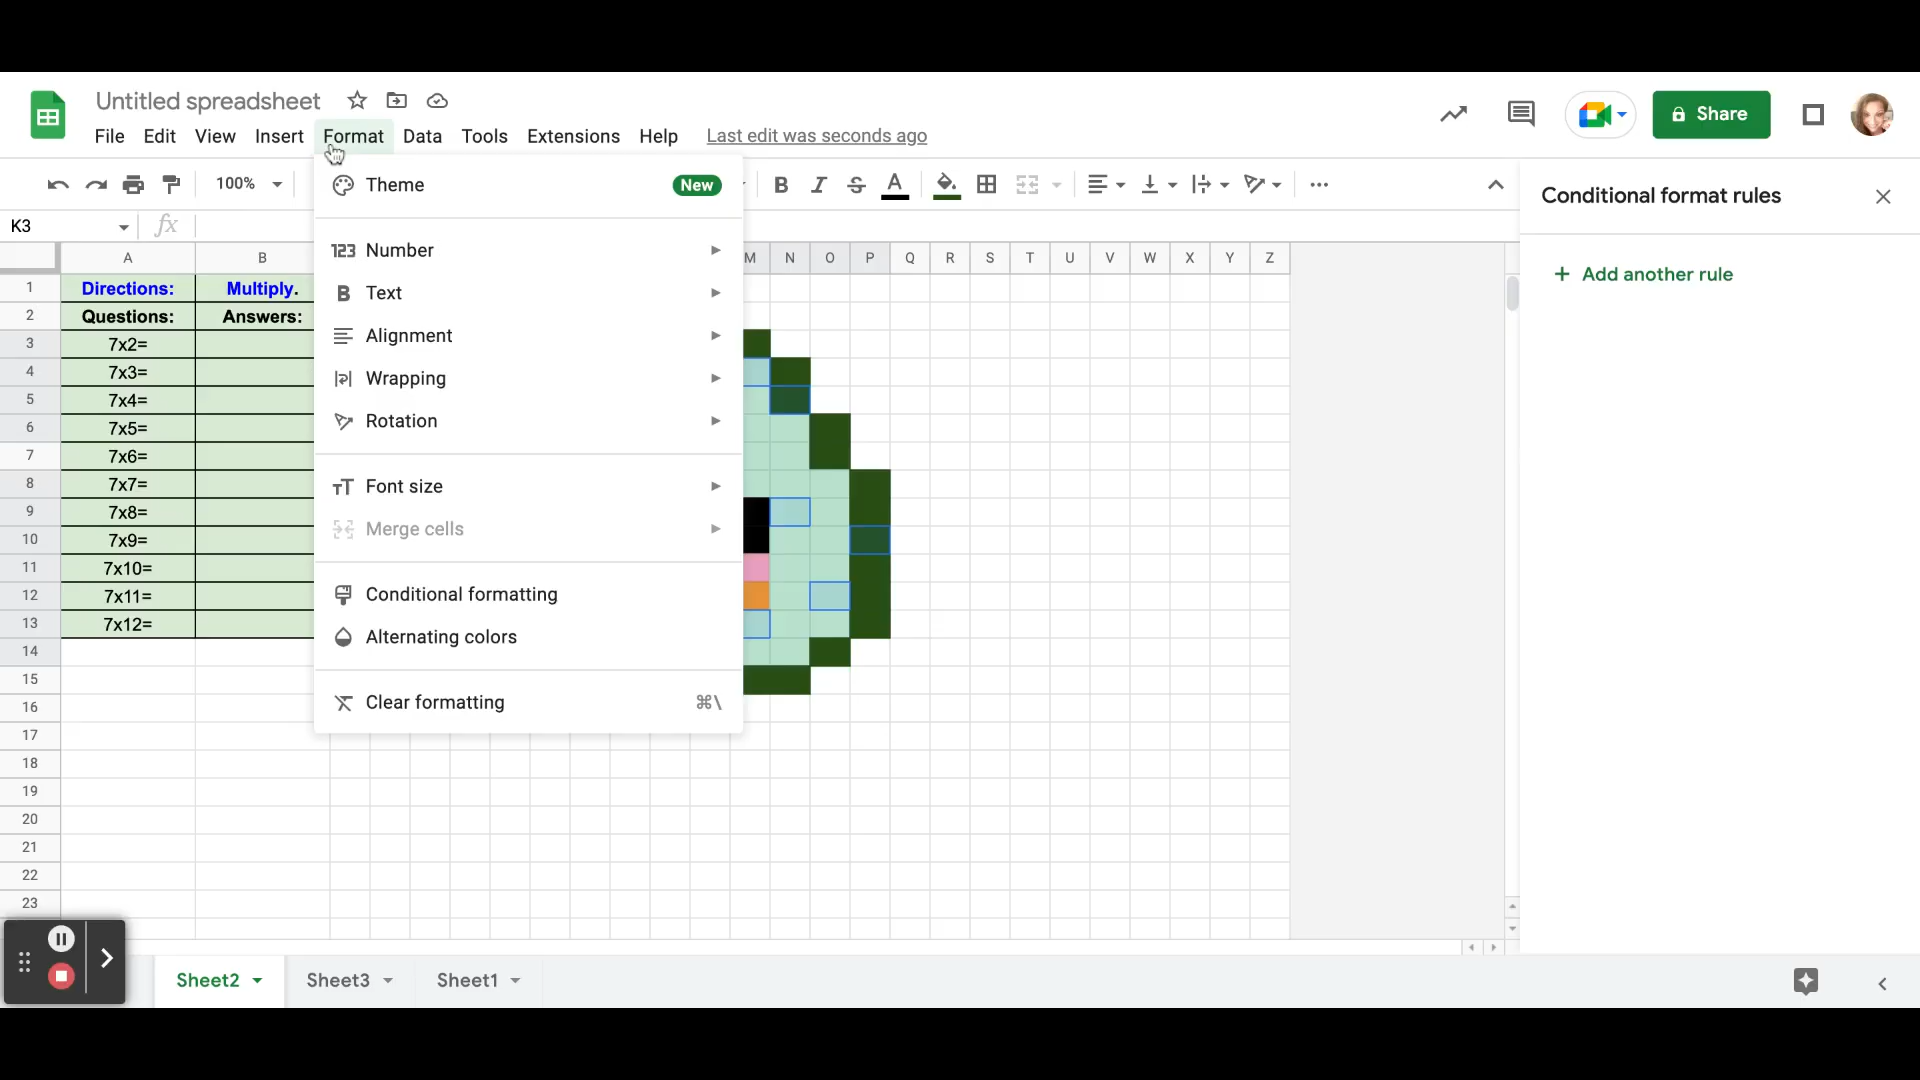 Untitled spreadsheet
File Edit View Insert Format Data Tools Extensions Help Last edit was seconds ago
Share
100%
B I S A
K3
fx
Theme New
Number
Text
Alignment
Wrapping
Rotation
Font size
Merge cells
Conditional formatting
Alternating colors
Clear formatting ⌘\
A B M N O P Q R S T U V W X Y Z
1 Directions: Multiply.
2 Questions: Answers:
3 7x2=
4 7x3=
5 7x4=
6 7x5=
7 7x6=
8 7x7=
9 7x8=
10 7x9=
11 7x10=
12 7x11=
13 7x12=
14
15
16
17
18
19
20
21
22
23
Conditional format rules
+ Add another rule
Sheet2 Sheet3 Sheet1